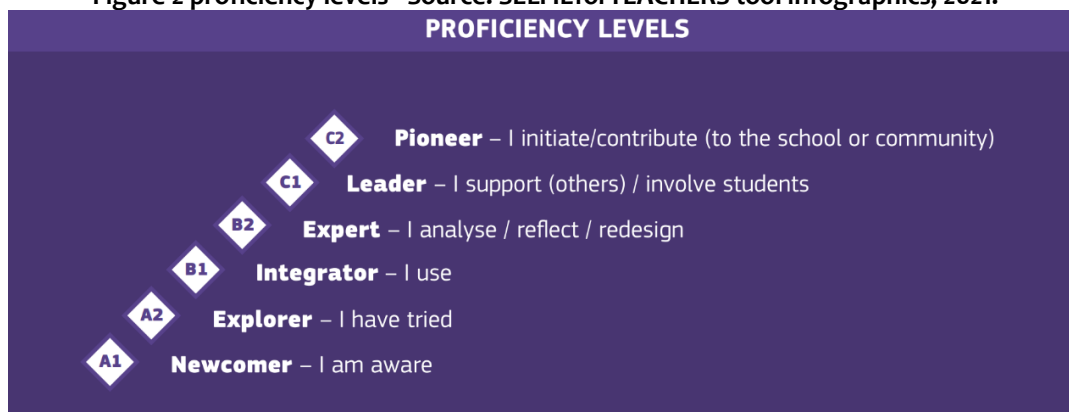 Figure 2 proficiency levels - Source: SELFIEforTEACHERS tool infographics, 2021.
PROFICIENCY LEVELS
C2 Pioneer – I initiate/contribute (to the school or community)
C1 Leader – I support (others) / involve students
B2 Expert – I analyse / reflect / redesign
B1 Integrator – I use
A2 Explorer – I have tried
A1 Newcomer – I am aware